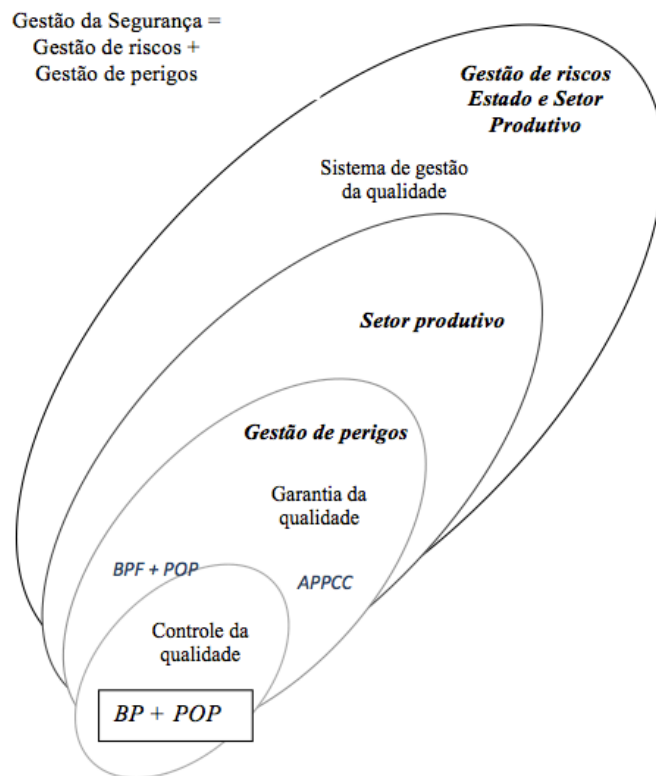 Gestão da Segurança =
Gestão de riscos +
Gestão de perigos
Gestão de riscos
Estado e Setor
Produtivo
Sistema de gestão
da qualidade
Setor produtivo
Gestão de perigos
Garantia da
qualidade
BPF + POP
APPCC
Controle da
qualidade
BP + POP